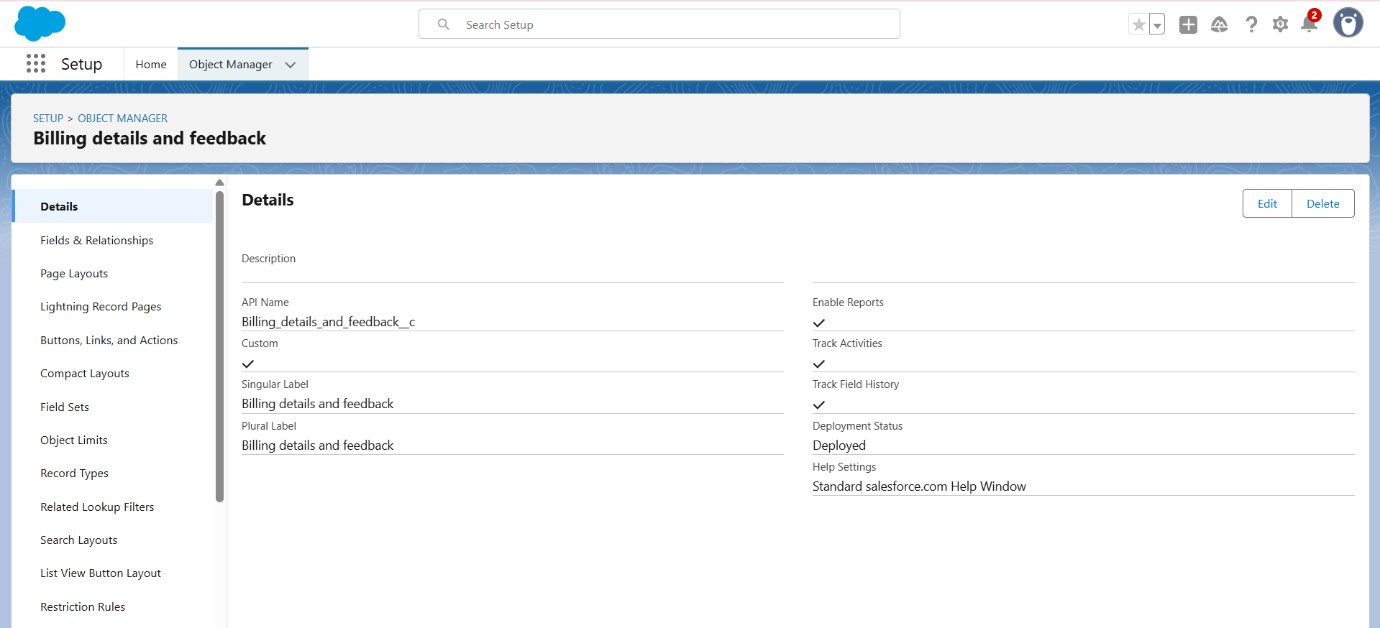 Search Setup
2
Setup
Home
Object Manager
SETUP > OBJECT MANAGER
Billing details and feedback
Details
Fields & Relationships
Page Layouts
Lightning Record Pages
Buttons, Links, and Actions
Compact Layouts
Field Sets
Object Limits
Record Types
Related Lookup Filters
Search Layouts
List View Button Layout
Restriction Rules
Details
Edit
Delete
Description
API Name
Billing_details_and_feedback__c
Custom
Singular Label
Billing details and feedback
Plural Label
Billing details and feedback
Enable Reports
Track Activities
Track Field History
Deployment Status
Deployed
Help Settings
Standard salesforce.com Help Window